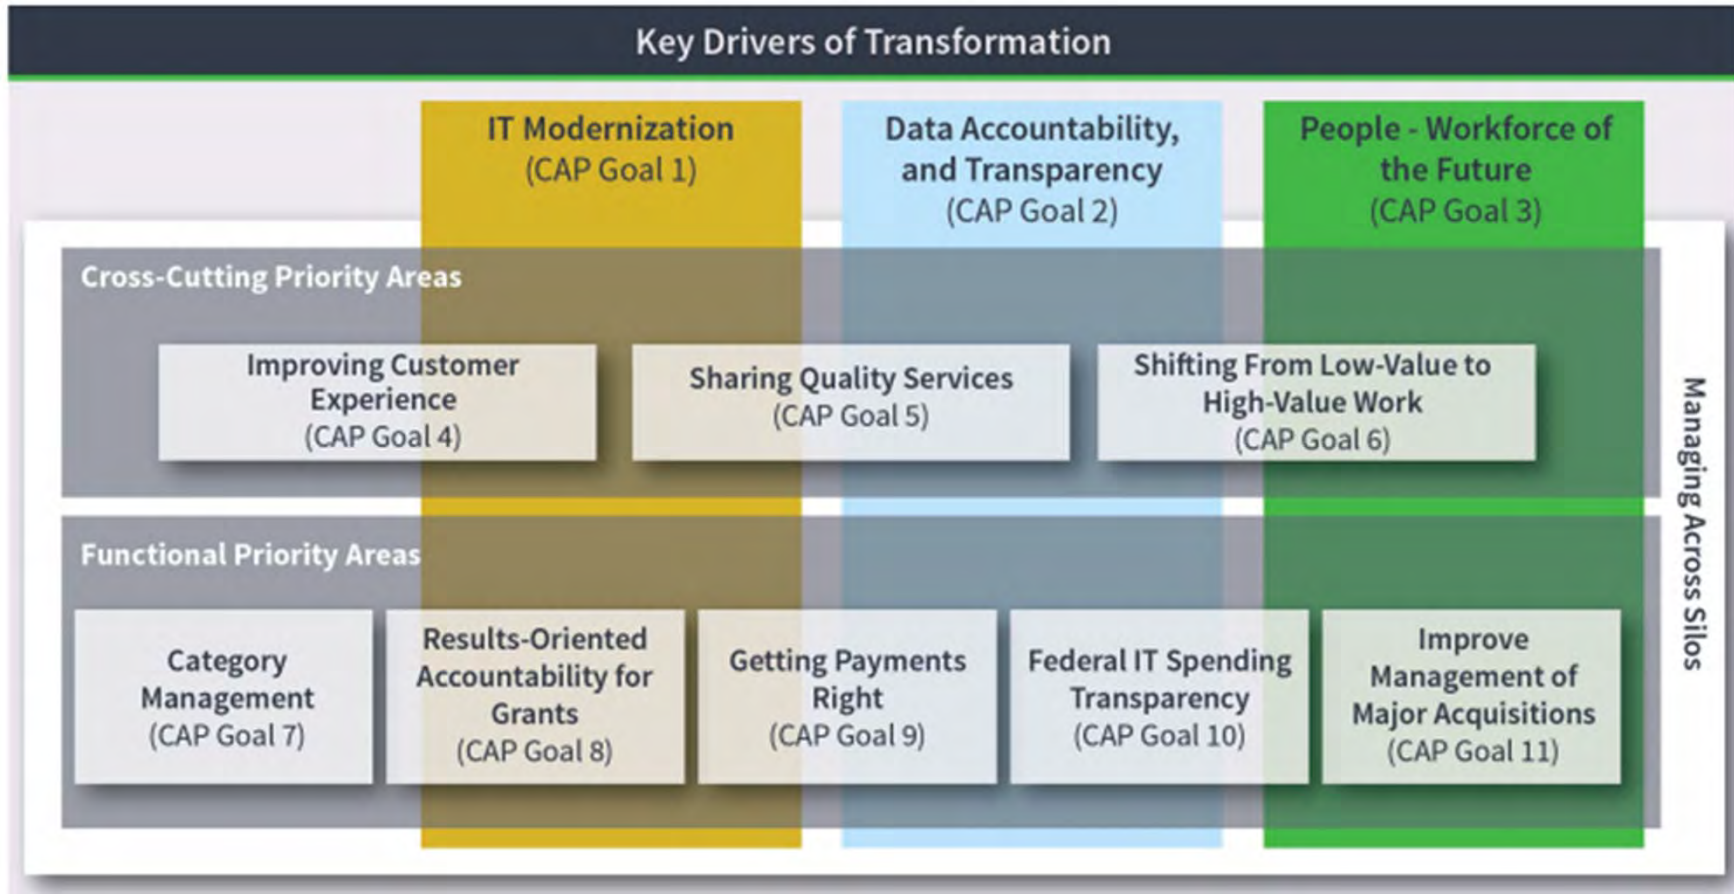 Key Drivers of Transformation
IT Modernization
(CAP Goal 1)
Data Accountability,
and Transparency
(CAP Goal 2)
People - Workforce of
the Future
(CAP Goal 3)
Cross-Cutting Priority Areas
Improving Customer
Experience
(CAP Goal 4)
Sharing Quality Services
(CAP Goal 5)
Shifting From Low-Value to
High-Value Work
(CAP Goal 6)
Functional Priority Areas
Category
Management
(CAP Goal 7)
Results-Oriented
Accountability for
Grants
(CAP Goal 8)
Getting Payments
Right
(CAP Goal 9)
Federal IT Spending
Transparency
(CAP Goal 10)
Improve
Management of
Major Acquisitions
(CAP Goal 11)
Managing Across Silos